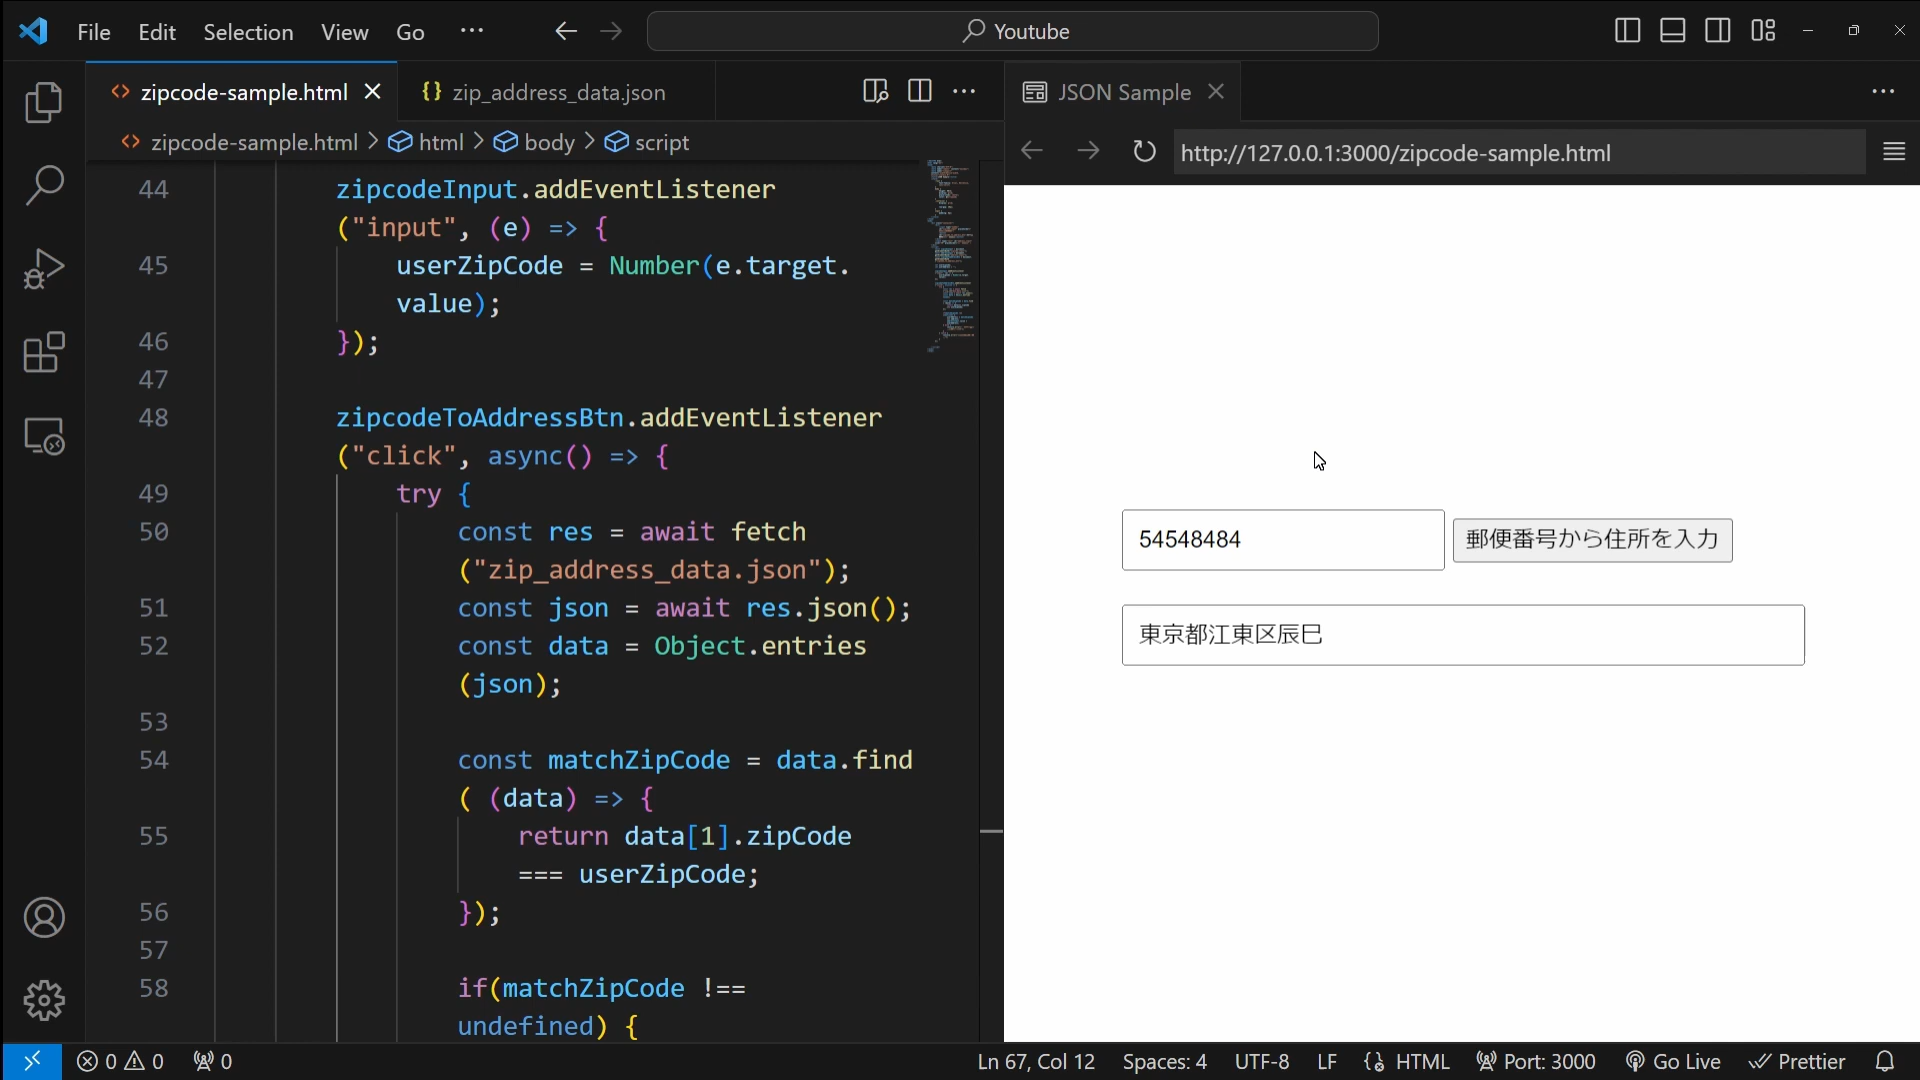 File Edit Selection View Go ···
Youtube
zipcode-sample.html
zip_address_data.json
JSON Sample
zipcode-sample.html > html > body > script
http://127.0.0.1:3000/zipcode-sample.html
44 zipcodeInput.addEventListener
("input", (e) => {
45 userZipCode = Number(e.target.
value);
46 });
47
48 zipcodeToAddressBtn.addEventListener
("click", async() => {
49 try {
50 const res = await fetch
("zip_address_data.json");
51 const json = await res.json();
52 const data = Object.entries
(json);
53
54 const matchZipCode = data.find
( (data) => {
55 return data[1].zipCode
=== userZipCode;
56 });
57
58 if(matchZipCode !==
undefined) {
54548484
郵便番号から住所を入力
東京都江東区辰巳
0 0 0
Ln 67, Col 12 Spaces: 4 UTF-8 LF HTML Port: 3000 Go Live Prettier